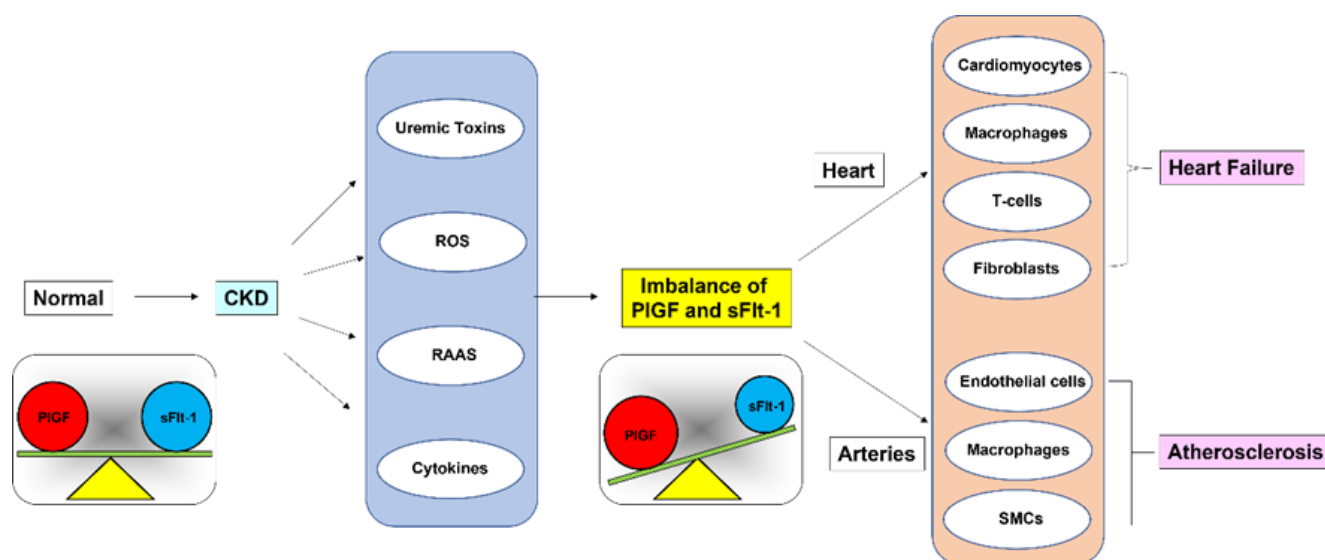 Normal
CKD
PlGF
sFlt-1
Uremic Toxins
ROS
RAAS
Cytokines
Imbalance of
PlGF and sFlt-1
PlGF
sFlt-1
Heart
Arteries
Cardiomyocytes
Macrophages
T-cells
Fibroblasts
Endothelial cells
Macrophages
SMCs
Heart Failure
Atherosclerosis